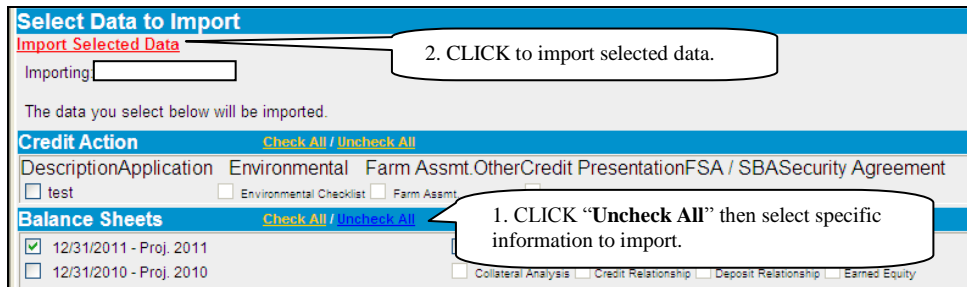 Select Data to Import
Import Selected Data
2. CLICK to import selected data.
Importing:
The data you select below will be imported.
Credit Action Check All / Uncheck All
DescriptionApplication Environmental Farm Assmt.OtherCredit PresentationFSA / SBASecurity Agreement
test Environmental Checklist Farm Assmt.
Balance Sheets Check All / Uncheck All
1. CLICK “Uncheck All” then select specific
information to import.
12/31/2011 - Proj. 2011
12/31/2010 - Proj. 2010 Collateral Analysis Credit Relationship Deposit Relationship Earned Equity